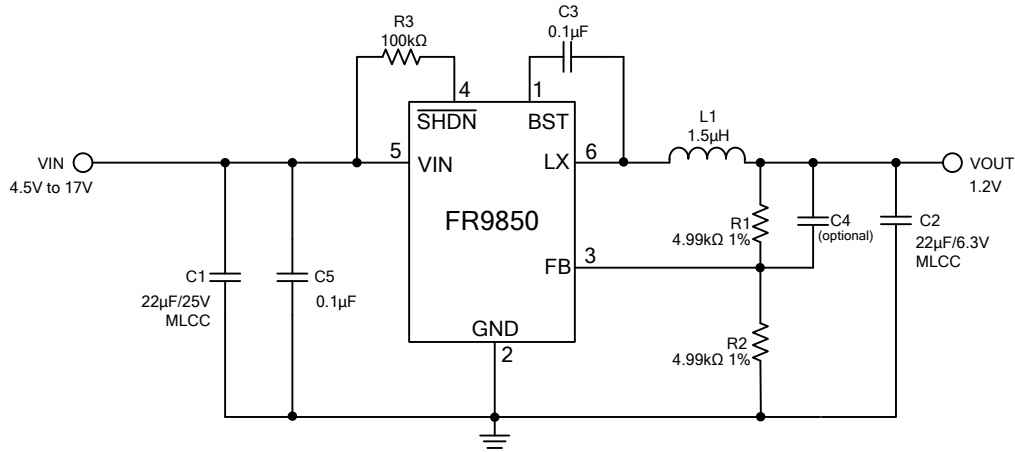 R3
100kΩ
C3
0.1µF
4
1
SHDN
BST
L1
1.5µH
VIN
4.5V to 17V
5
VIN
LX
6
VOUT
1.2V
FR9850
R1
4.99kΩ 1%
C4
(optional)
C2
22µF/6.3V
MLCC
FB
3
C1
22µF/25V
MLCC
C5
0.1µF
GND
2
R2
4.99kΩ 1%